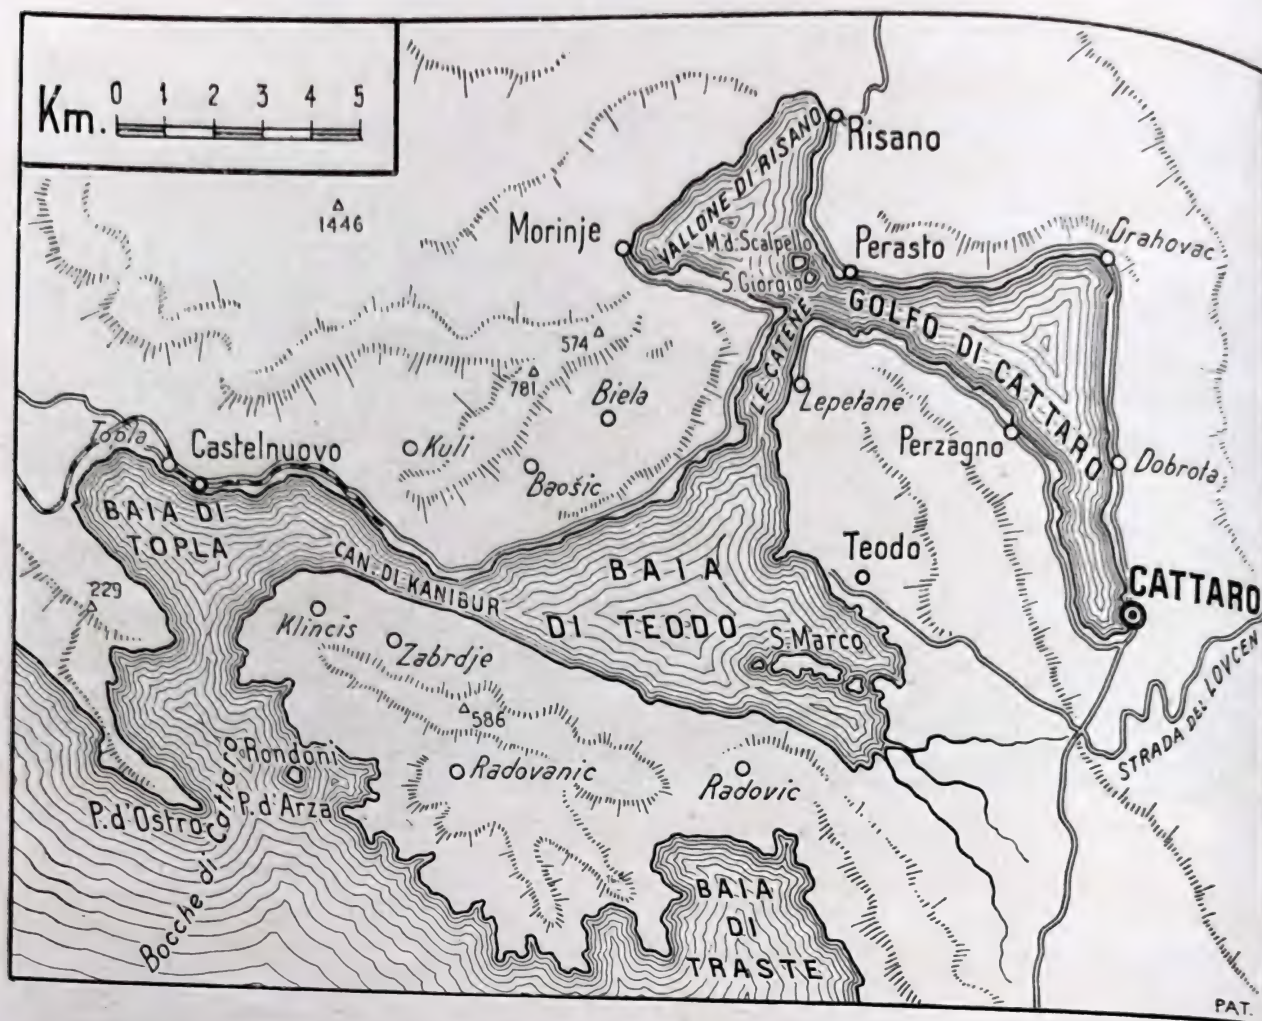 Km. 0 1 2 3 4 5
Risano
VALLONE DI RISANO
1446
Morinje
M.d. Scalpello
S. Giorgio
Perasto
Grahovac
GOLFO DI CATTARO
LE CATENE
574
781
Biela
Lepetane
Perzagno
Dobrota
Topla
Castelnuovo
Kuli
Baošic
BAIA DI
TOPLA
CAN. DI KANIBUR
BAIA
DI TEODO
Teodo
CATTARO
229
Klincis
Zabrdje
S. Marco
STRADA DEL LOVCEN
586
Rondoni
Radovanic
Radovic
P. d'Ostro
P. d'Arza
Bocche di Cattaro
BAIA
DI
TRASTE
PAT.